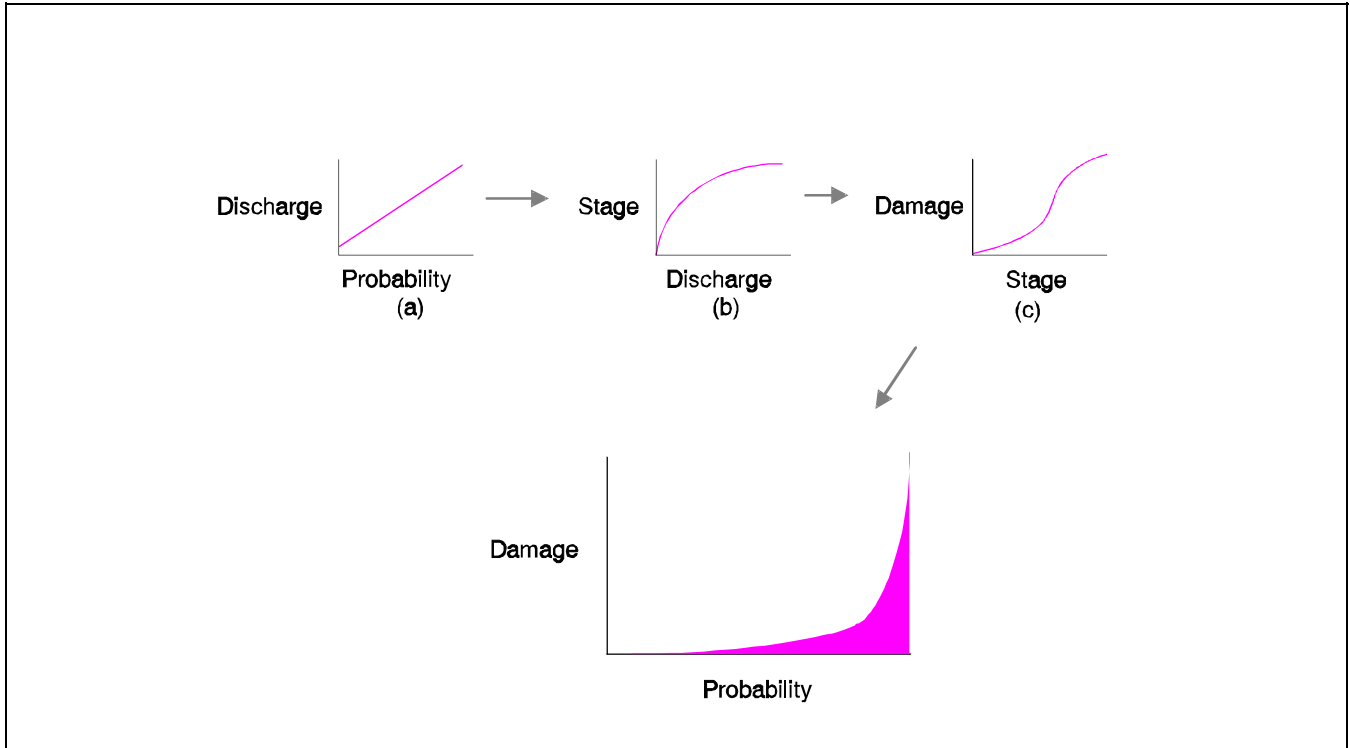 Discharge
Probability
(a)
Stage
Discharge
(b)
Damage
Stage
(c)
Damage
Probability